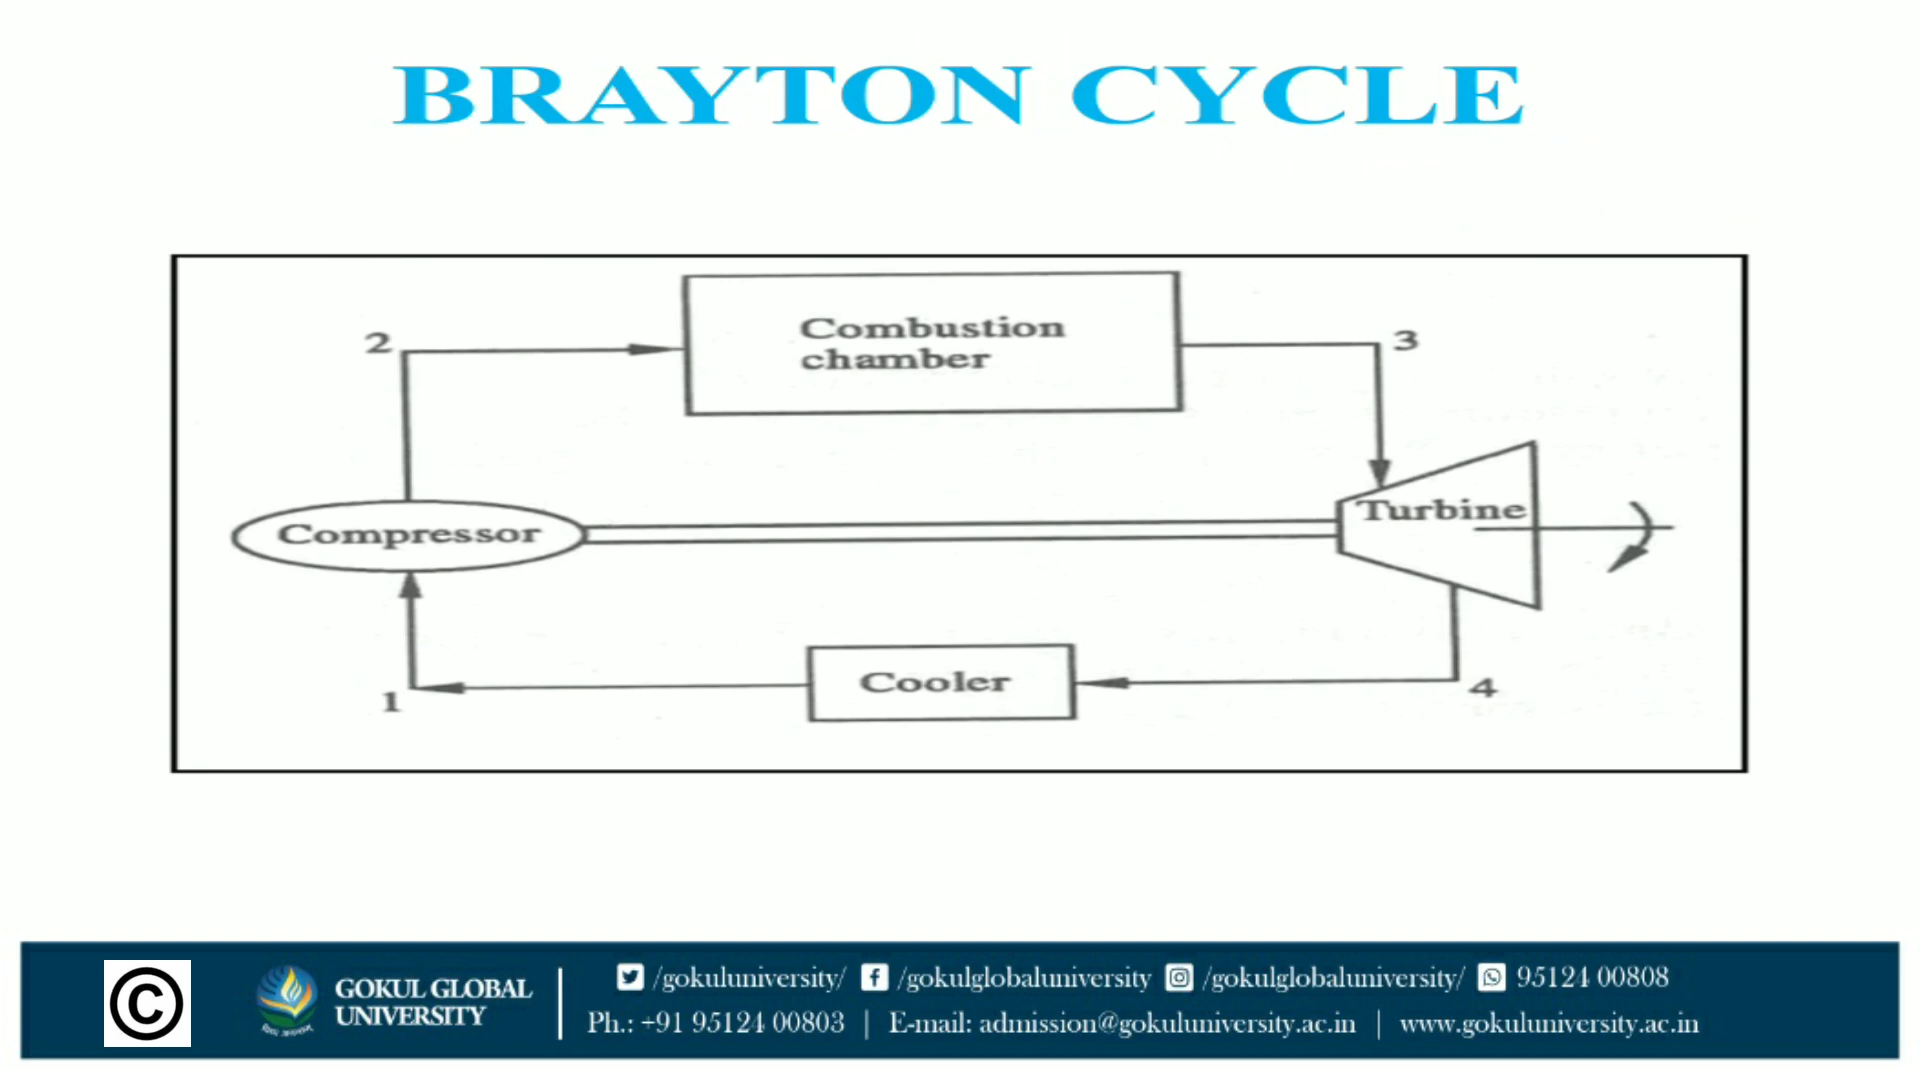 BRAYTON CYCLE
2
Combustion
chamber
3
Compressor
Turbine
1
Cooler
4
©
GOKUL GLOBAL
UNIVERSITY
/gokuluniversity/ /gokulglobaluniversity /gokulglobaluniversity/ 95124 00808
Ph.: +91 95124 00803 | E-mail: admission@gokuluniversity.ac.in | www.gokuluniversity.ac.in